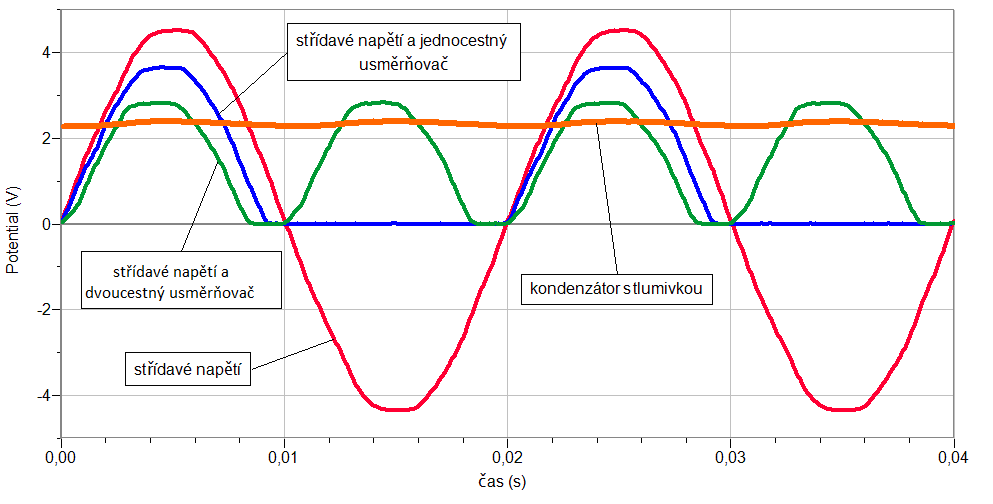 střídavé napětí a jednocestný
usměrňovač
4
2
0
-2
-4
Potential (V)
střídavé napětí a
dvoucestný usměrňovač
kondenzátor s tlumivkou
střídavé napětí
0,00
0,01
0,02
0,03
0,04
čas (s)